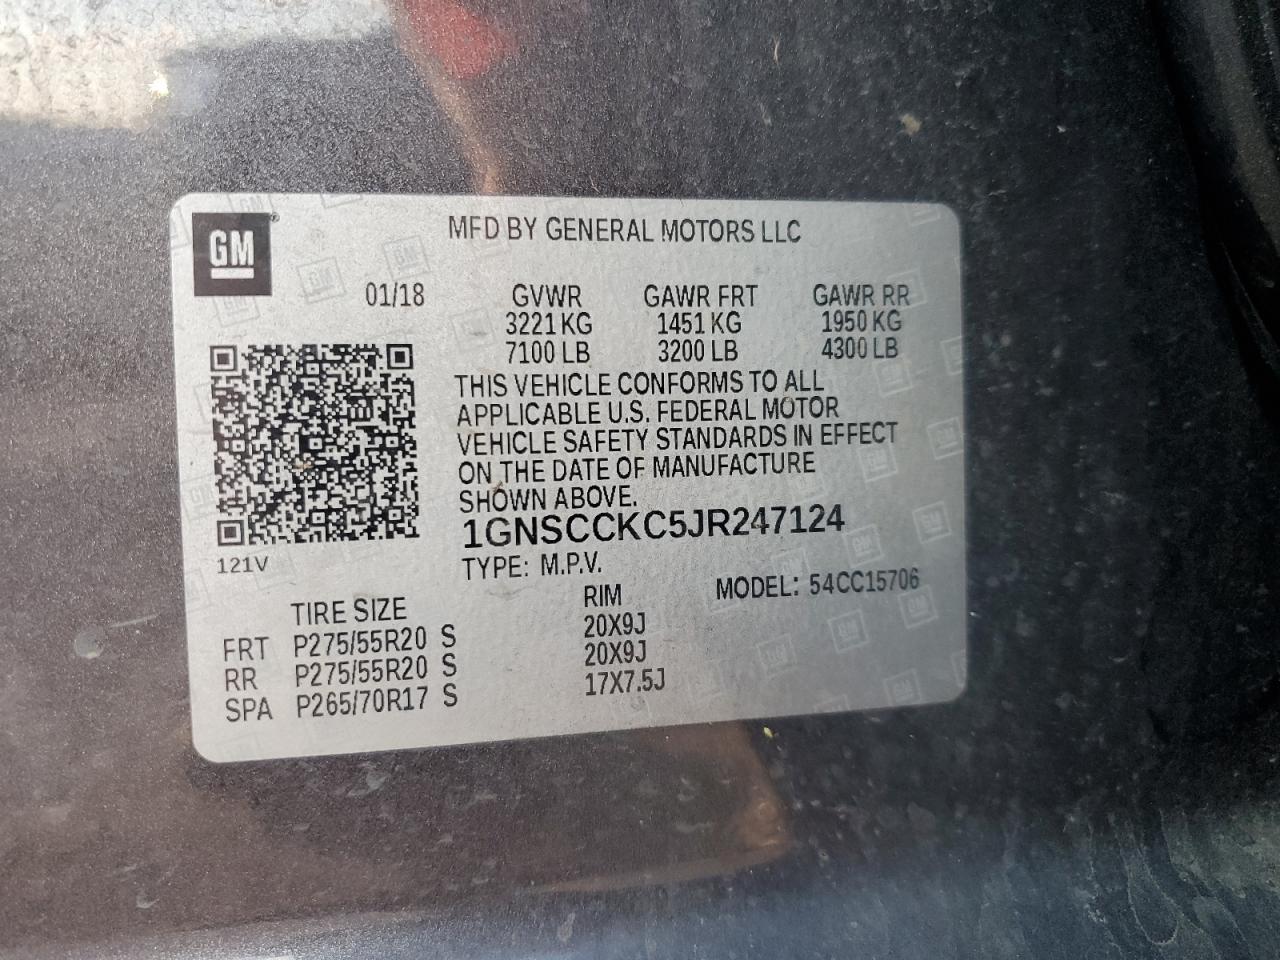 GM
MFD BY GENERAL MOTORS LLC
01/18 GVWR GAWR FRT GAWR RR
3221 KG 1451 KG 1950 KG
7100 LB 3200 LB 4300 LB
THIS VEHICLE CONFORMS TO ALL
APPLICABLE U.S. FEDERAL MOTOR
VEHICLE SAFETY STANDARDS IN EFFECT
ON THE DATE OF MANUFACTURE
SHOWN ABOVE.
1GNSCCKC5JR247124
121V
TYPE: M.P.V.
MODEL: 54CC15706
TIRE SIZE RIM
FRT P275/55R20 S 20X9J
RR P275/55R20 S 20X9J
SPA P265/70R17 S 17X7.5J